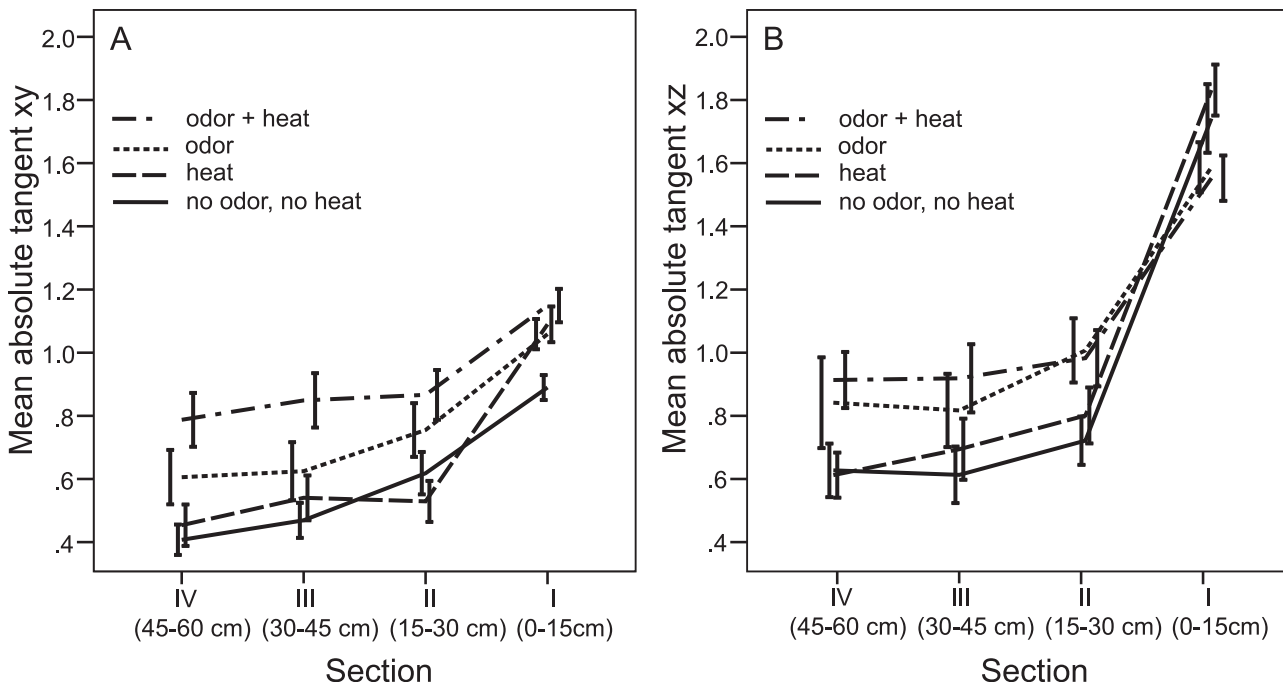 A
Mean absolute tangent xy
2.0
1.8
1.6
1.4
1.2
1.0
.8
.6
.4
odor + heat
odor
heat
no odor, no heat
IV III II I
(45-60 cm) (30-45 cm) (15-30 cm) (0-15cm)
Section
B
Mean absolute tangent xz
2.0
1.8
1.6
1.4
1.2
1.0
.8
.6
.4
odor + heat
odor
heat
no odor, no heat
IV III II I
(45-60 cm) (30-45 cm) (15-30 cm) (0-15cm)
Section